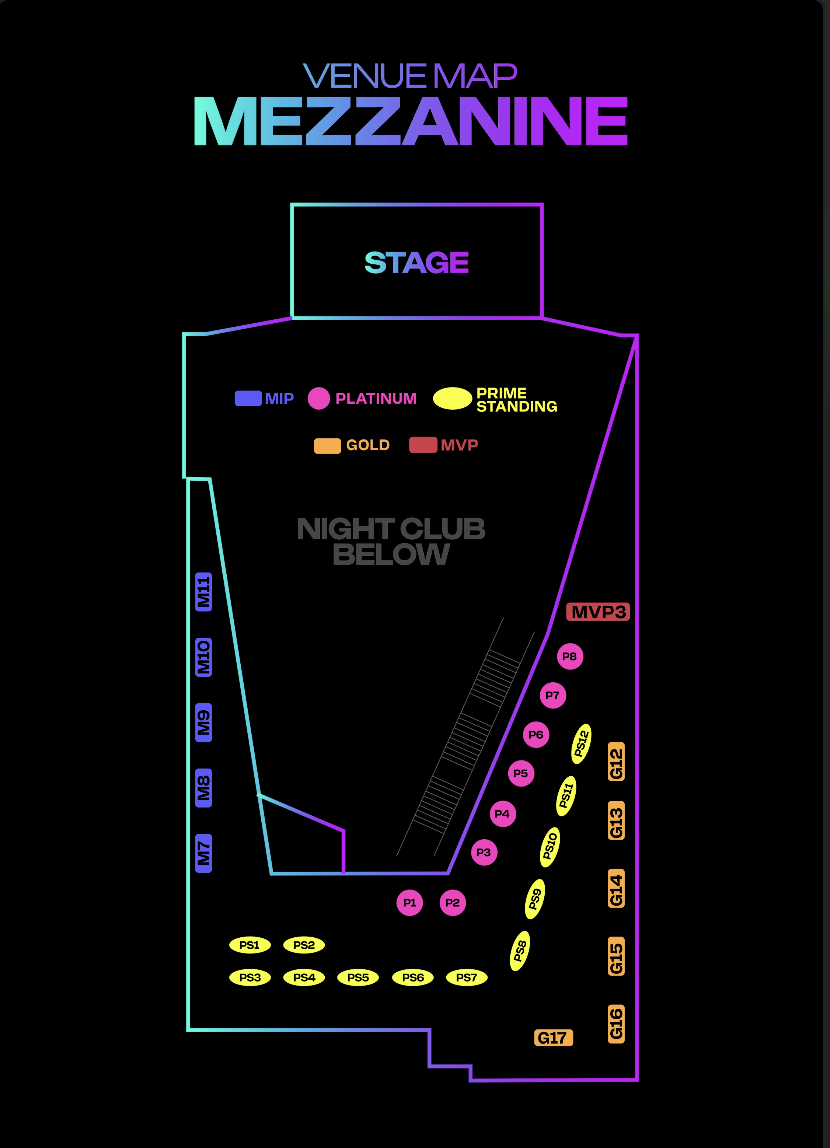 VENUE MAP
MEZZANINE
STAGE
MIP PLATINUM PRIME
STANDING
GOLD MVP
NIGHT CLUB
BELOW
M11
MVP3
M10
P8
P7
M9
P6
PS12
G12
P5
M8
PS11
P4
G13
M7
P3
PS10
G14
P1 P2
PS9
PS1 PS2
PS8
G15
PS3 PS4 PS5 PS6 PS7
G16
G17